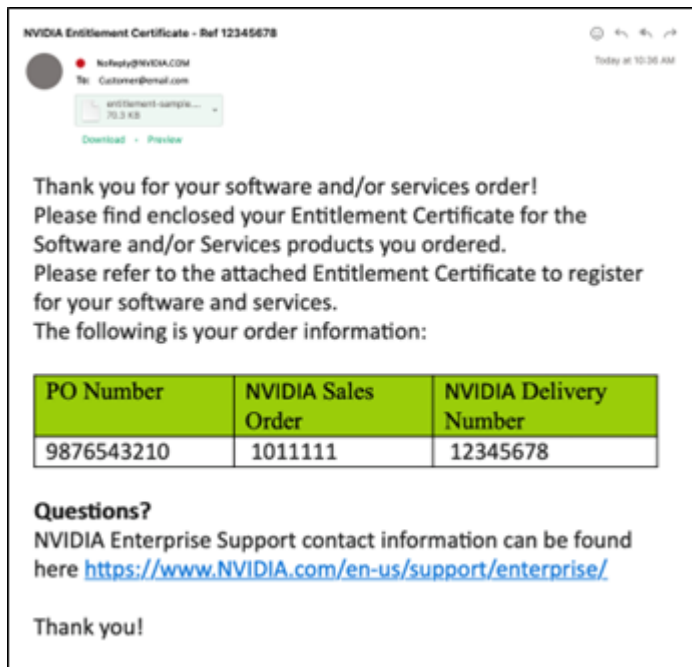 NVIDIA Entitlement Certificate - Ref 12345678
NoReply@NVIDIA.COM
Today at 10:36 AM
To: Customer@email.com
entitlement-sample....
70.3 KB
Download • Preview
Thank you for your software and/or services order!
Please find enclosed your Entitlement Certificate for the
Software and/or Services products you ordered.
Please refer to the attached Entitlement Certificate to register
for your software and services.
The following is your order information:
PO Number NVIDIA Sales Order NVIDIA Delivery Number
9876543210 1011111 12345678
Questions?
NVIDIA Enterprise Support contact information can be found
here https://www.NVIDIA.com/en-us/support/enterprise/
Thank you!